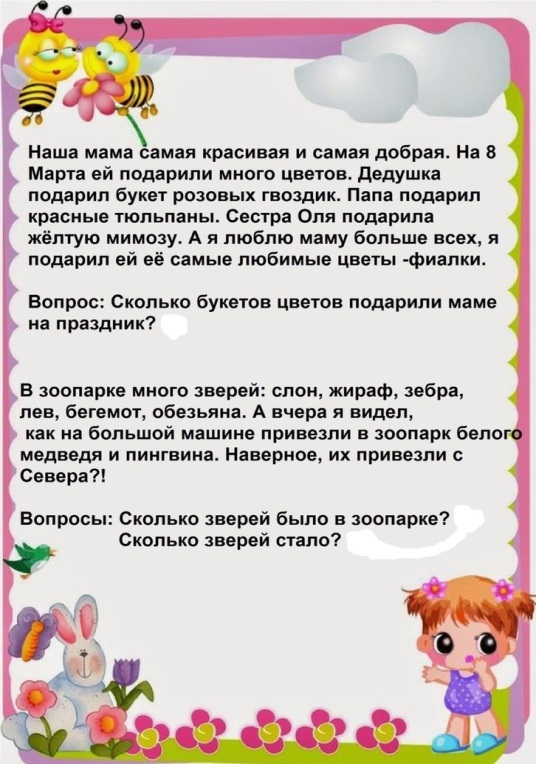 Наша мама самая красивая и самая добрая. На 8
Марта ей подарили много цветов. Дедушка
подарил букет розовых гвоздик. Папа подарил
красные тюльпаны. Сестра Оля подарила
жёлтую мимозу. А я люблю маму больше всех, я
подарил ей её самые любимые цветы -фиалки.
Вопрос: Сколько букетов цветов подарили маме
на праздник?
В зоопарке много зверей: слон, жираф, зебра,
лев, бегемот, обезьяна. А вчера я видел,
как на большой машине привезли в зоопарк белого
медведя и пингвина. Наверное, их привезли с
Севера?!
Вопросы: Сколько зверей было в зоопарке?
Сколько зверей стало?